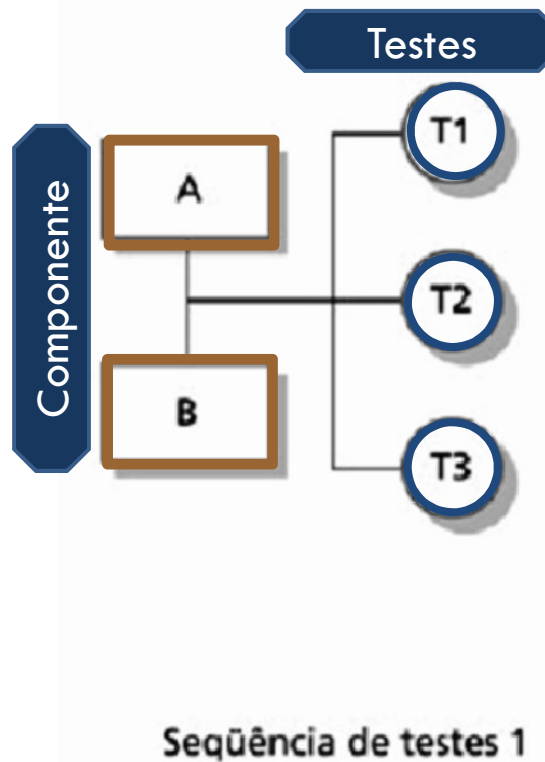 Testes
Componente
A
B
T1
T2
T3
Seqüência de testes 1